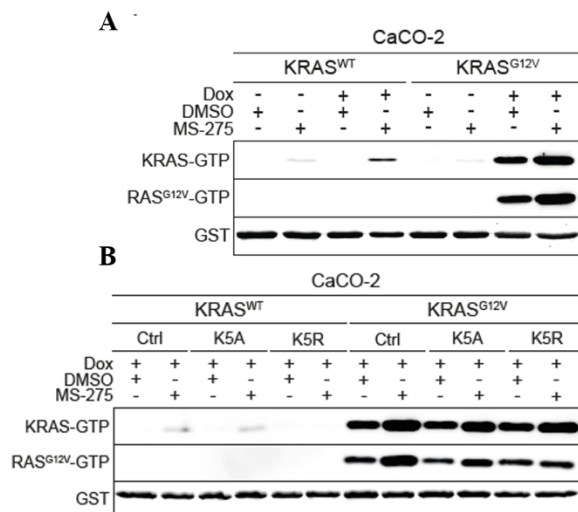 A
CaCO-2
KRASWT KRASG12V
Dox - - + + - - + +
DMSO + - + - + - + -
MS-275 - + - + - + - +
KRAS-GTP
RASG12V-GTP
GST
B
CaCO-2
KRASWT KRASG12V
Ctrl K5A K5R Ctrl K5A K5R
Dox + + + + + + + + + + + +
DMSO + - + - + - + - + - + -
MS-275 - + - + - + - + - + - +
KRAS-GTP
RASG12V-GTP
GST